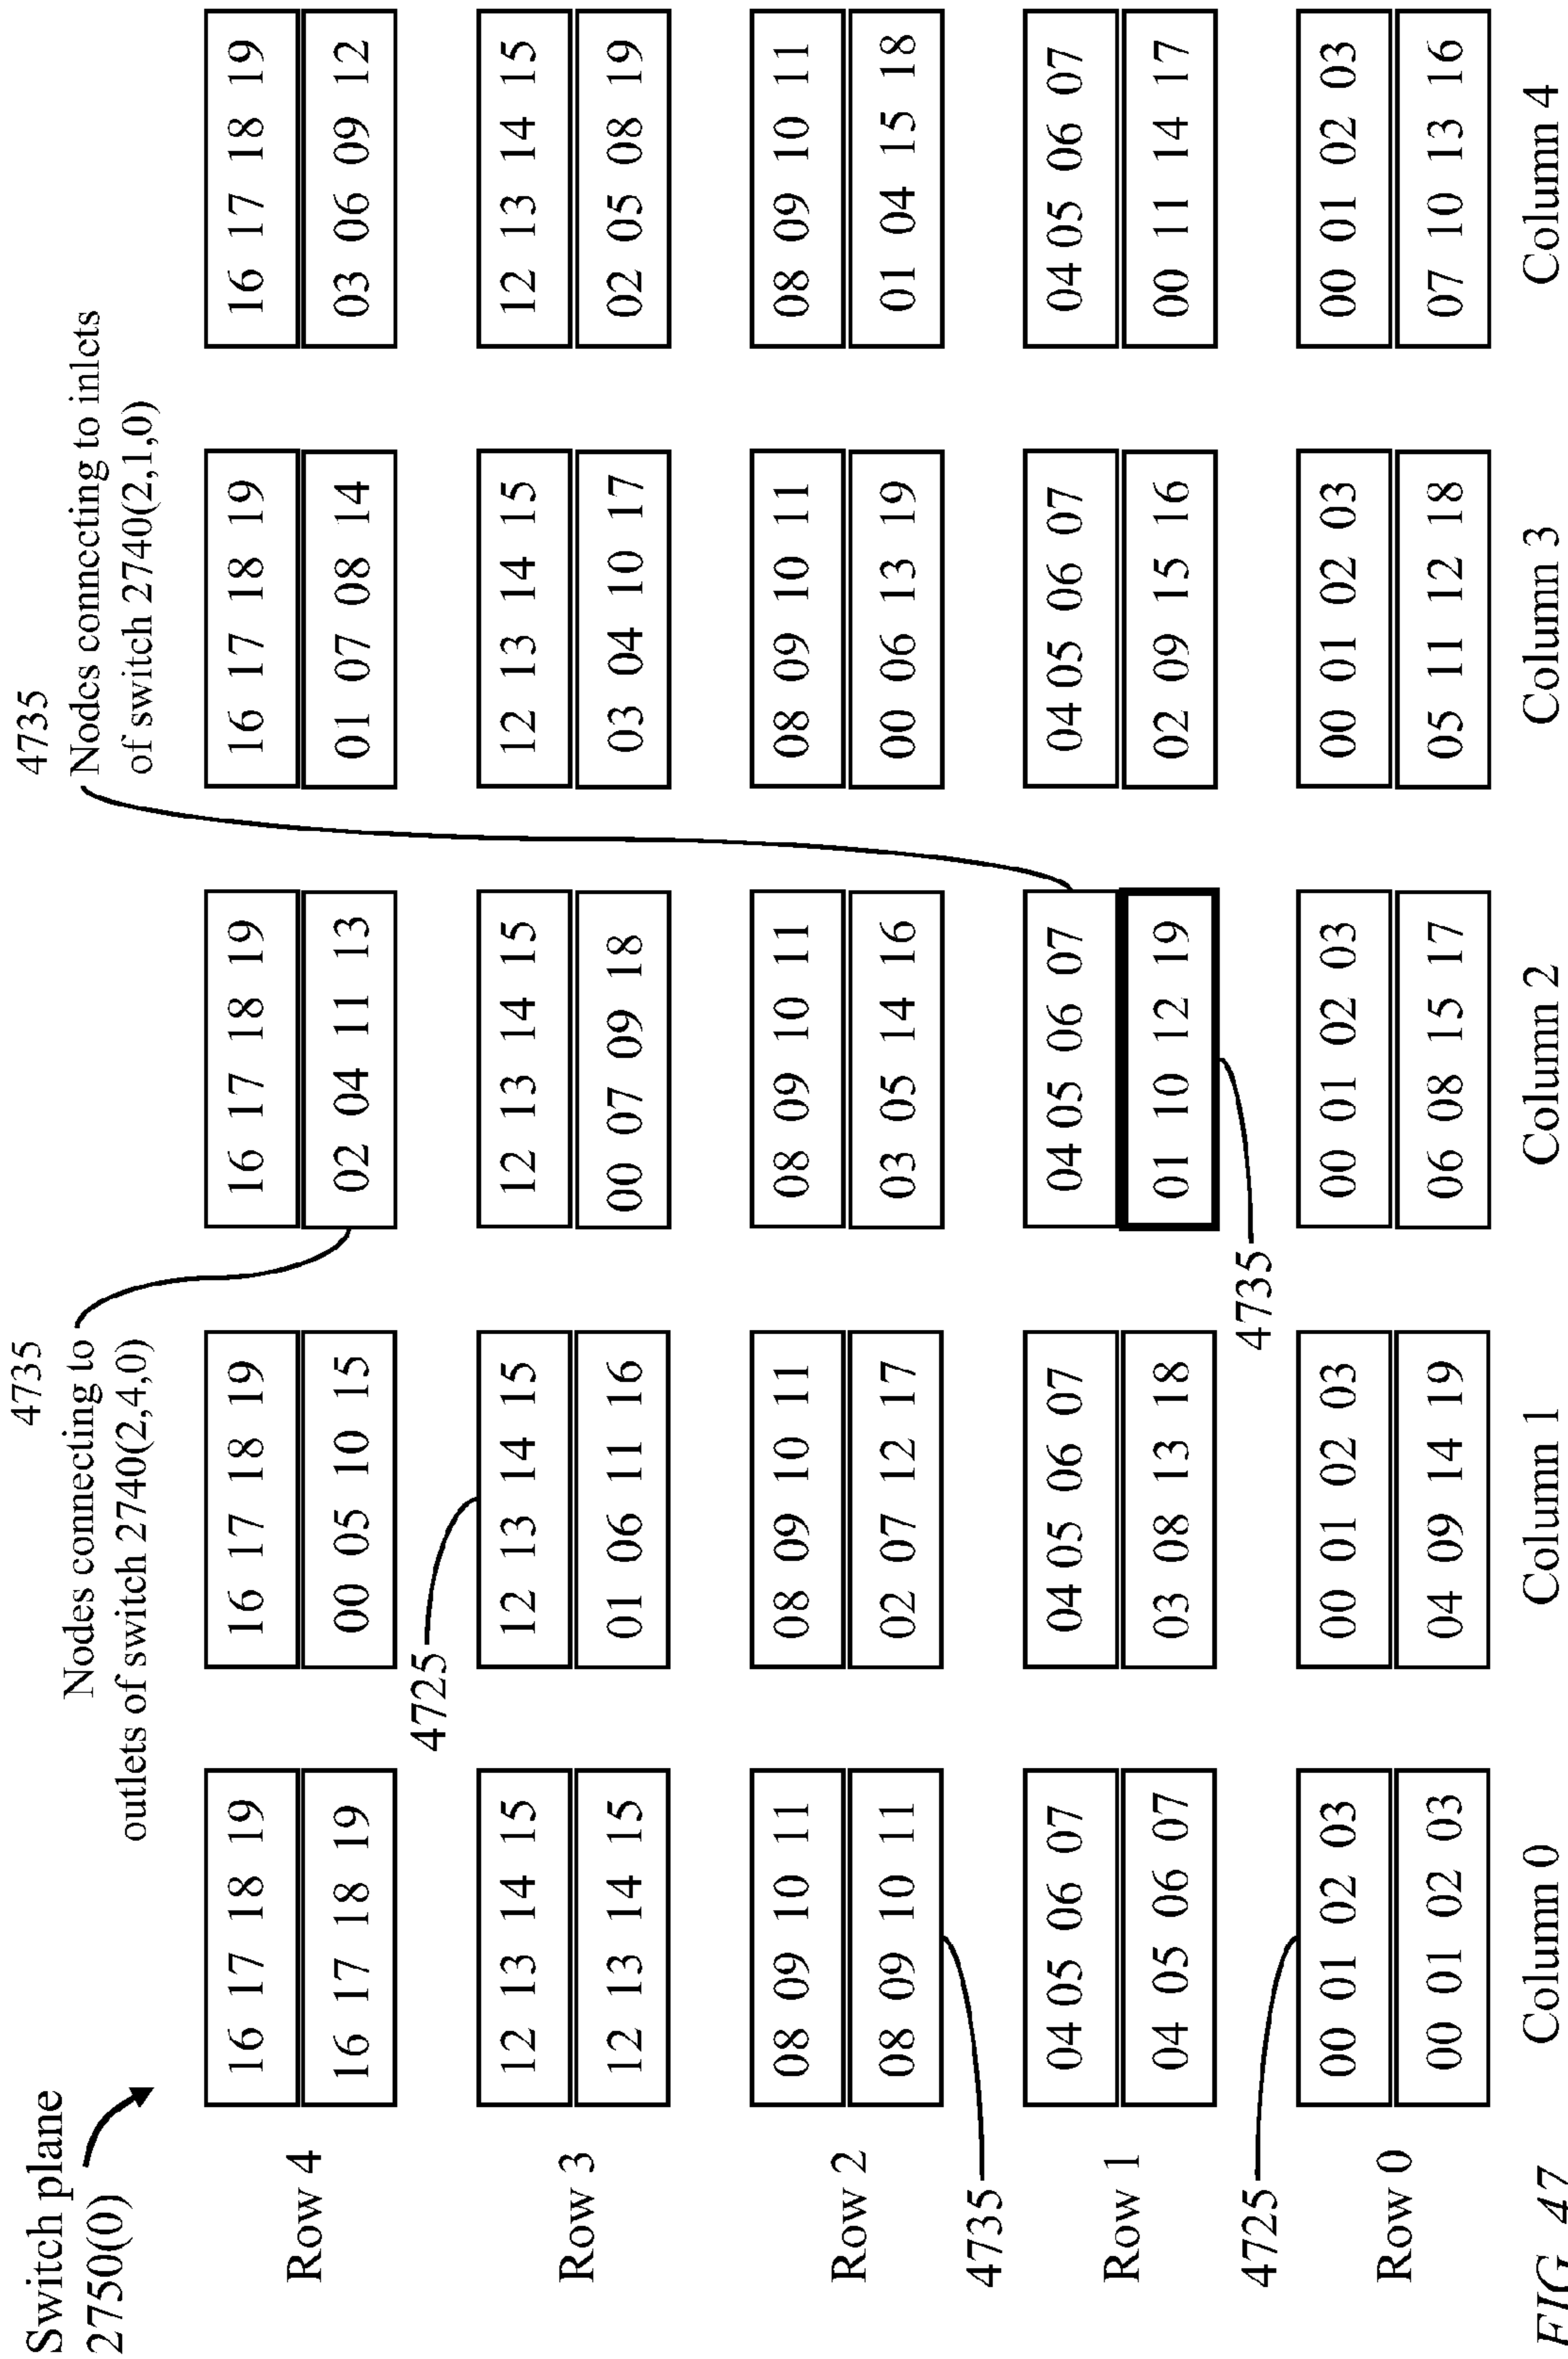 Switch plane
2750(0)
4735
Nodes connecting to
outlets of switch 2740(2,4,0)
4735
Nodes connecting to inlets
of switch 2740(2,1,0)
Row 4
16 17 18 19 16 17 18 19 16 17 18 19 16 17 18 19 16 17 18 19
16 17 18 19 00 05 10 15 02 04 11 13 01 07 08 14 03 06 09 12
4725
Row 3
12 13 14 15 12 13 14 15 12 13 14 15 12 13 14 15 12 13 14 15
12 13 14 15 01 06 11 16 00 07 09 18 03 04 10 17 02 05 08 19
Row 2
08 09 10 11 08 09 10 11 08 09 10 11 08 09 10 11 08 09 10 11
08 09 10 11 02 07 12 17 03 05 14 16 00 06 13 19 01 04 15 18
4735
Row 1
04 05 06 07 04 05 06 07 04 05 06 07 04 05 06 07 04 05 06 07
04 05 06 07 03 08 13 18 01 10 12 19 02 09 15 16 00 11 14 17
4725
4735
Row 0
00 01 02 03 00 01 02 03 00 01 02 03 00 01 02 03 00 01 02 03
00 01 02 03 04 09 14 19 06 08 15 17 05 11 12 18 07 10 13 16
Column 0 Column 1 Column 2 Column 3 Column 4
FIG. 47